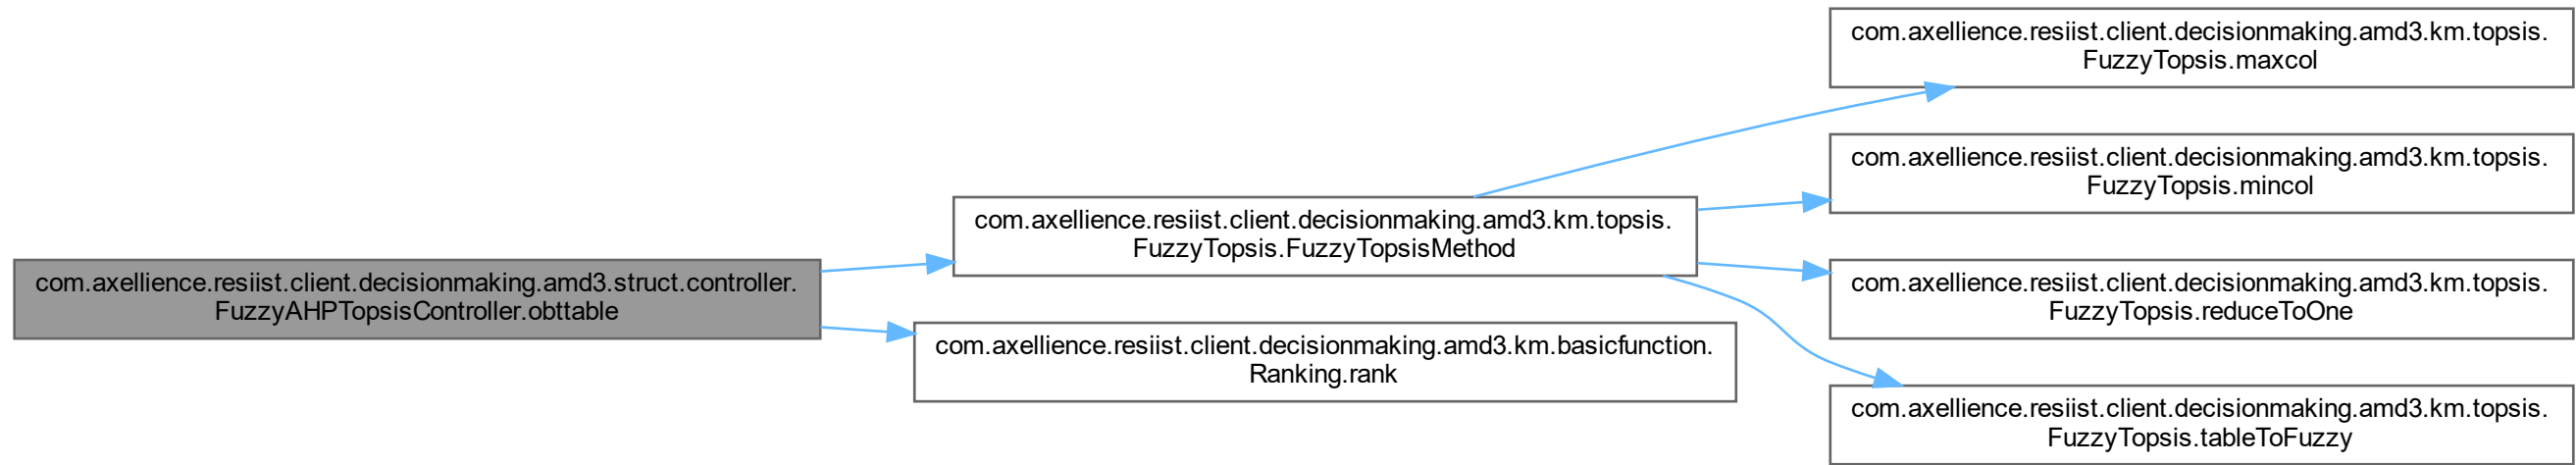 com.axellience.resiist.client.decisionmaking.amd3.struct.controller.
FuzzyAHPTopsisController.obttable
com.axellience.resiist.client.decisionmaking.amd3.km.topsis.
FuzzyTopsis.FuzzyTopsisMethod
com.axellience.resiist.client.decisionmaking.amd3.km.basicfunction.
Ranking.rank
com.axellience.resiist.client.decisionmaking.amd3.km.topsis.
FuzzyTopsis.maxcol
com.axellience.resiist.client.decisionmaking.amd3.km.topsis.
FuzzyTopsis.mincol
com.axellience.resiist.client.decisionmaking.amd3.km.topsis.
FuzzyTopsis.reduceToOne
com.axellience.resiist.client.decisionmaking.amd3.km.topsis.
FuzzyTopsis.tableToFuzzy